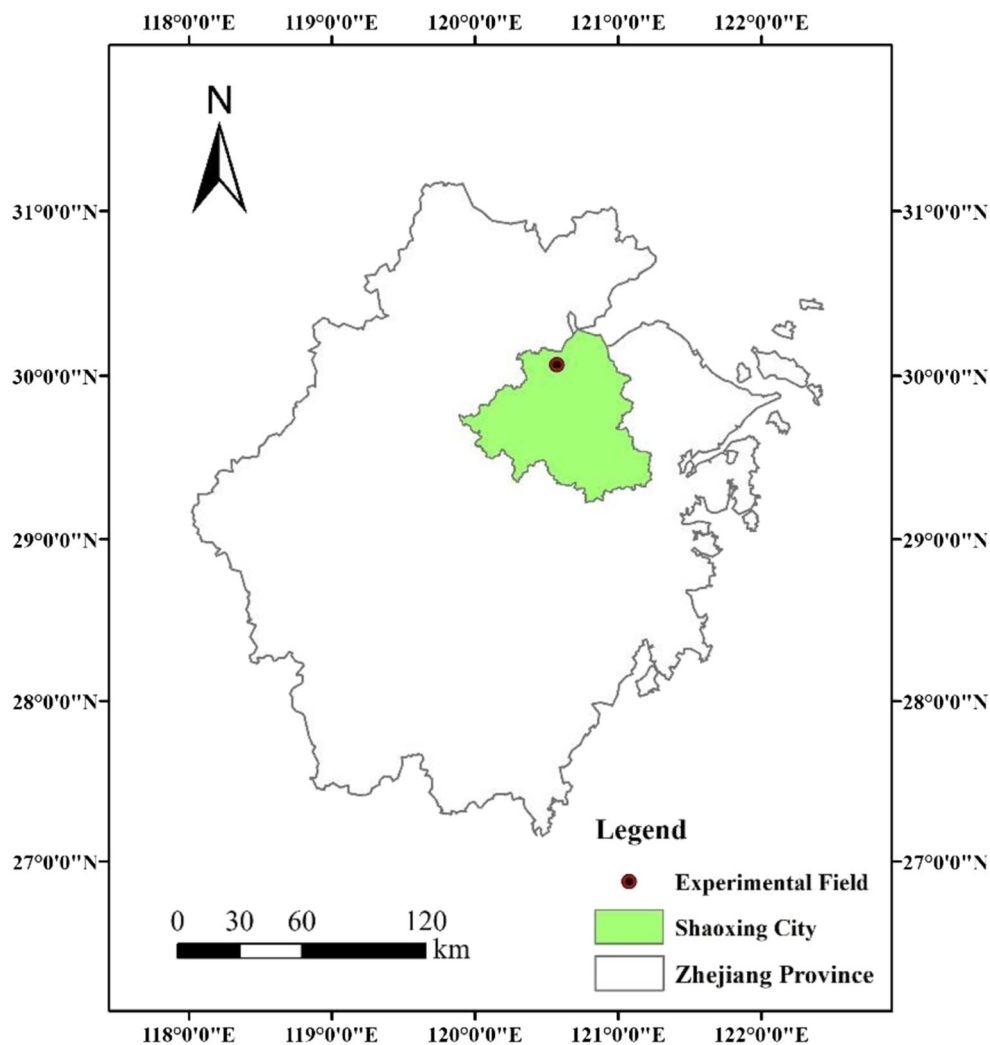 118°0'0"E 119°0'0"E 120°0'0"E 121°0'0"E 122°0'0"E
N
31°0'0"N 31°0'0"N
30°0'0"N 30°0'0"N
29°0'0"N 29°0'0"N
28°0'0"N 28°0'0"N
27°0'0"N 27°0'0"N
Legend
Experimental Field
Shaoxing City
Zhejiang Province
0 30 60 120
km
118°0'0"E 119°0'0"E 120°0'0"E 121°0'0"E 122°0'0"E